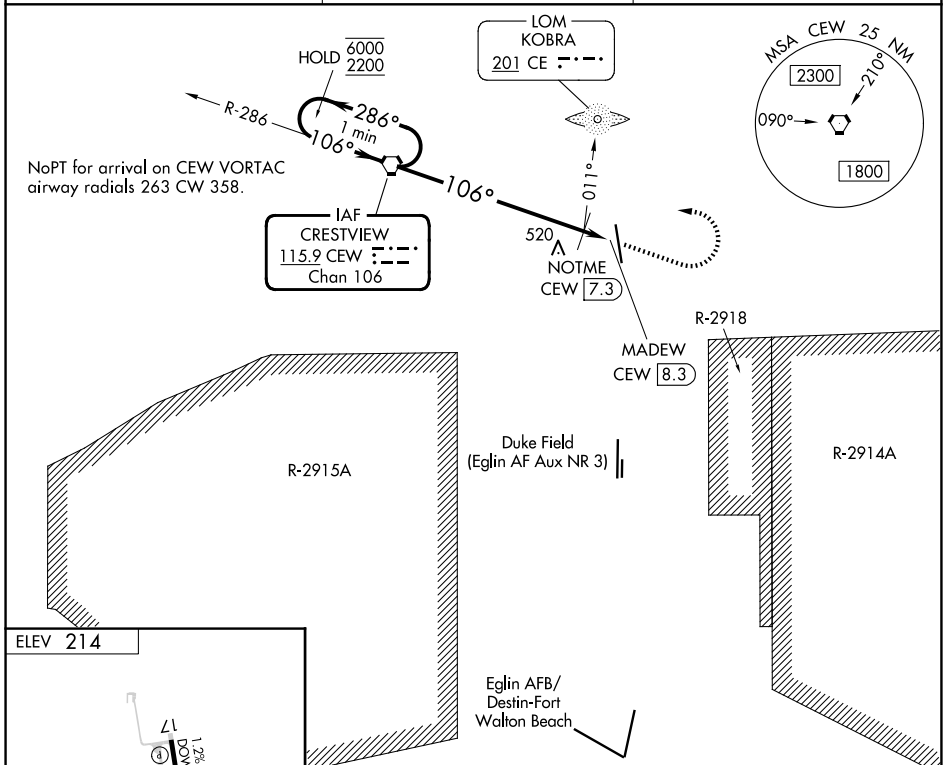 HOLD 6000
2200
R-286
286°
1 min
106°
NoPT for arrival on CEW VORTAC
airway radials 263 CW 358.
IAF
CRESTVIEW
115.9 CEW
Chan 106
106°
LOM
KOBRA
201 CE
011°
520
NOTME
CEW 7.3
MADEW
CEW 8.3
MSA CEW 25 NM
2300
210°
090°
1800
R-2918
R-2915A
Duke Field
(Eglin AF Aux NR 3)
R-2914A
Eglin AFB/
Destin-Fort
Walton Beach
ELEV 214
17
1.2%
P